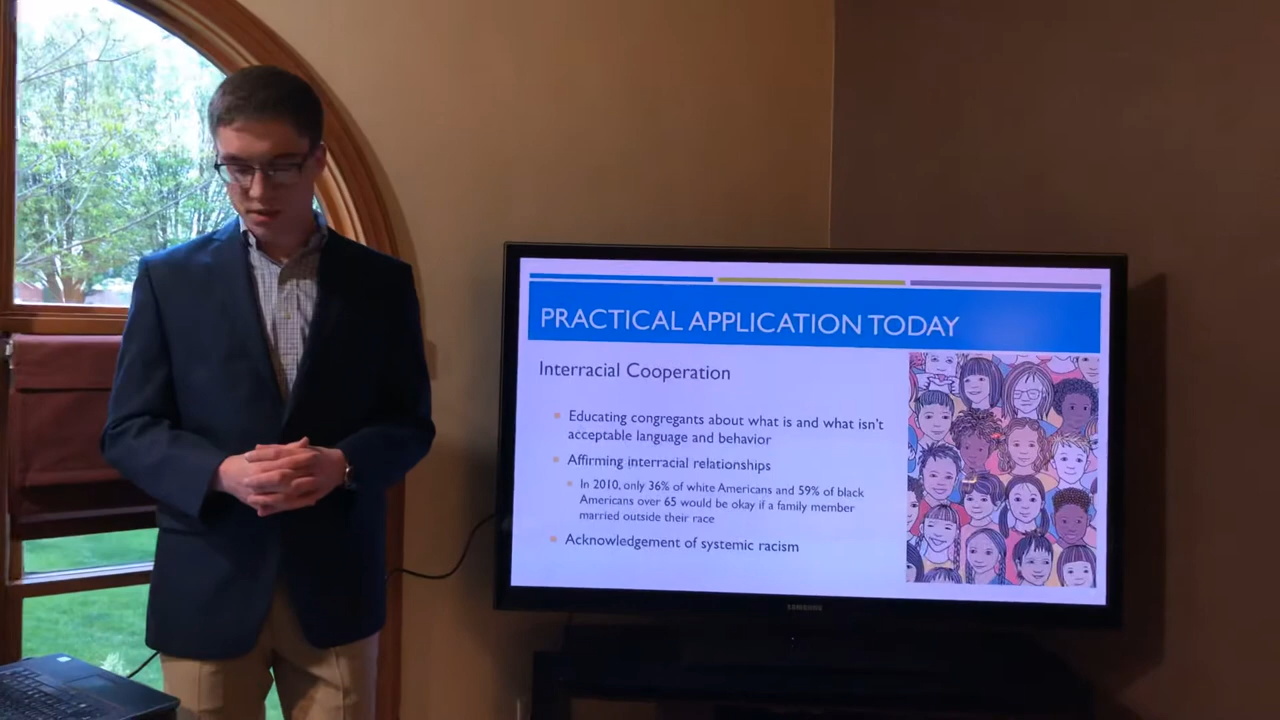 PRACTICAL APPLICATION TODAY
Interracial Cooperation
Educating congregants about what is and what isn't
acceptable language and behavior
Affirming interracial relationships
In 2010, only 36% of white Americans and 59% of black
Americans over 65 would be okay if a family member
married outside their race
Acknowledgement of systemic racism
SAMSUNG